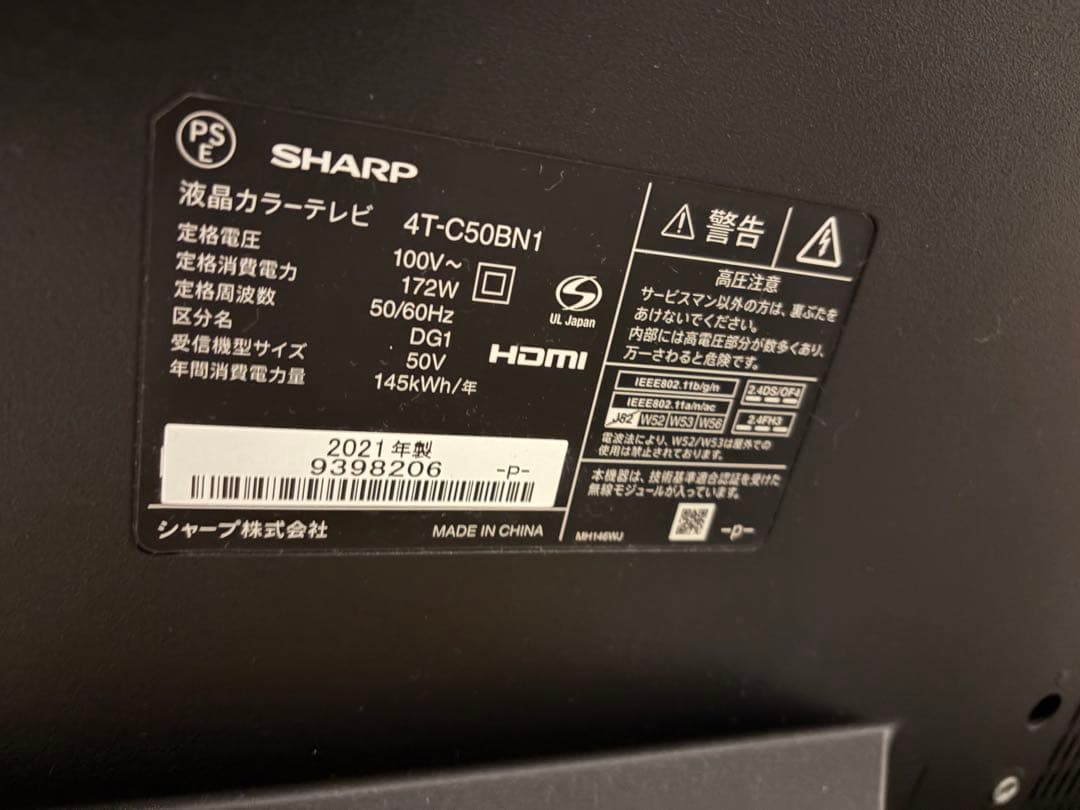 PS
E
SHARP
液晶カラーテレビ 4T-C50BN1
定格電圧 100V～
定格消費電力 172W
定格周波数 50/60Hz
区分名 DG1
受信機型サイズ 50V
年間消費電力量 145kWh/年
UL Japan
HDMI
2021年製
9398206 -P-
シャープ株式会社 MADE IN CHINA
警告
高圧注意
サービスマン以外の方は、裏ぶたを
あけないでください。
内部には高電圧部分が数多くあり、
万一さわると危険です。
IEEE802.11b/g/n
IEEE802.11a/n/ac
J52 W52 W53 W56
2.4DS/OF4
2.4FH3
電波法により、W52/W53は屋外での
使用は禁止されております。
本機器は、技術基準適合認証を受けた
無線モジュールが入っています。
MH146WJ -P-